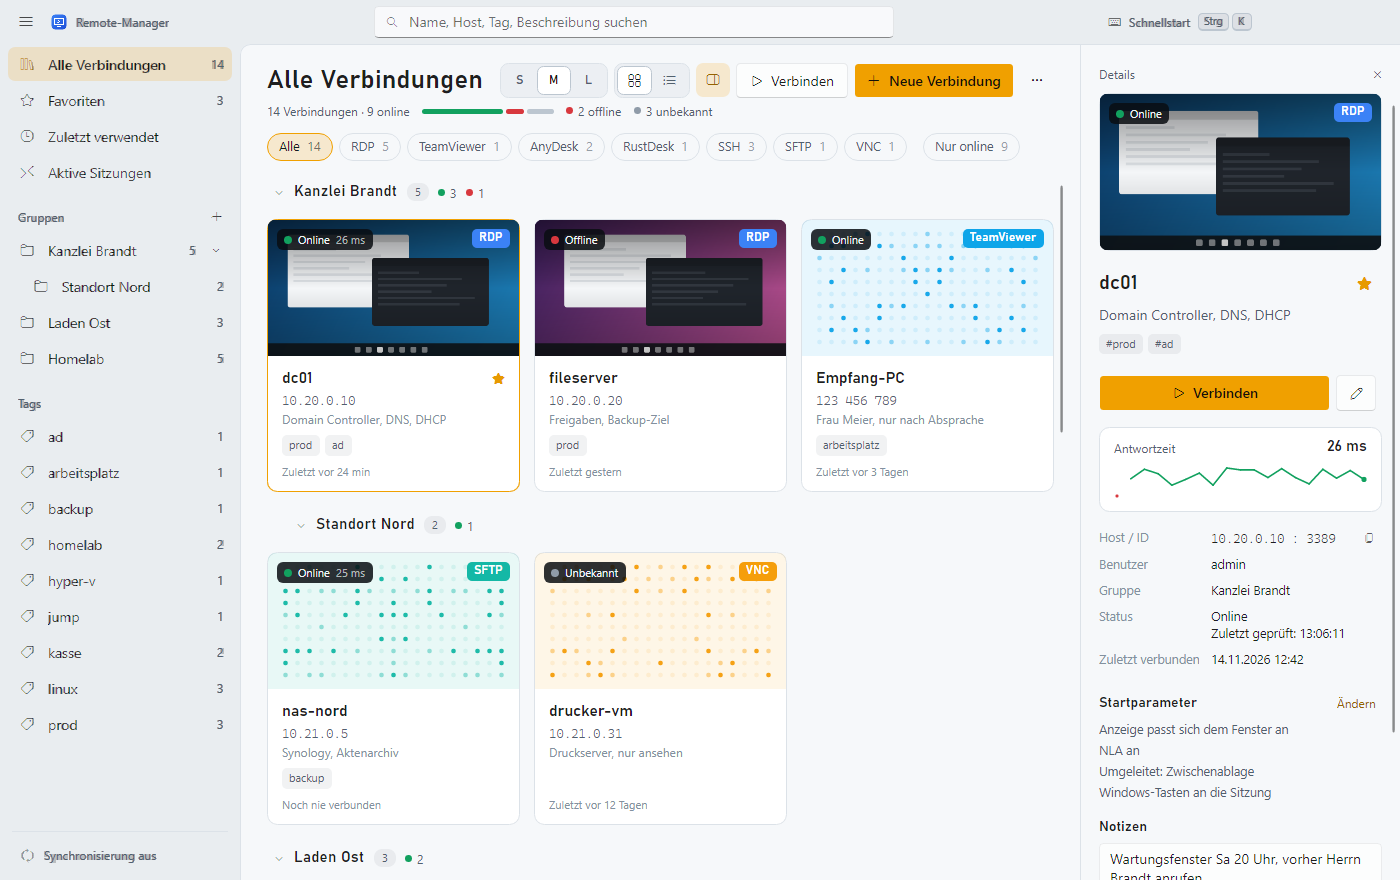 Remote-Manager
Name, Host, Tag, Beschreibung suchen
Schnellstart Strg K
Alle Verbindungen 14
Favoriten 3
Zuletzt verwendet
Aktive Sitzungen
Gruppen
Kanzlei Brandt 5
Standort Nord 2
Laden Ost 3
Homelab 5
Tags
ad 1
arbeitsplatz 1
backup 1
homelab 2
hyper-v 1
jump 1
kasse 2
linux 3
prod 3
Synchronisierung aus
Alle Verbindungen
S M L
Verbinden
Neue Verbindung
14 Verbindungen · 9 online
2 offline
3 unbekannt
Alle 14
RDP 5
TeamViewer 1
AnyDesk 2
RustDesk 1
SSH 3
SFTP 1
VNC 1
Nur online 9
Kanzlei Brandt 5 3 1
Online 26 ms RDP
dc01
10.20.0.10
Domain Controller, DNS, DHCP
prod ad
Zuletzt vor 24 min
Offline RDP
fileserver
10.20.0.20
Freigaben, Backup-Ziel
prod
Zuletzt gestern
Online TeamViewer
Empfang-PC
123 456 789
Frau Meier, nur nach Absprache
arbeitsplatz
Zuletzt vor 3 Tagen
Standort Nord 2 1
Online 25 ms SFTP
nas-nord
10.21.0.5
Synology, Aktenarchiv
backup
Noch nie verbunden
Unbekannt VNC
drucker-vm
10.21.0.31
Druckserver, nur ansehen
Zuletzt vor 12 Tagen
Laden Ost 3 2
Details
Online RDP
dc01
Domain Controller, DNS, DHCP
#prod #ad
Verbinden
Antwortzeit 26 ms
Host / ID 10.20.0.10 : 3389
Benutzer admin
Gruppe Kanzlei Brandt
Status Online
Zuletzt geprüft: 13:06:11
Zuletzt verbunden 14.11.2026 12:42
Startparameter Ändern
Anzeige passt sich dem Fenster an
NLA an
Umgeleitet: Zwischenablage
Windows-Tasten an die Sitzung
Notizen
Wartungsfenster Sa 20 Uhr, vorher Herrn
Brandt anrufen